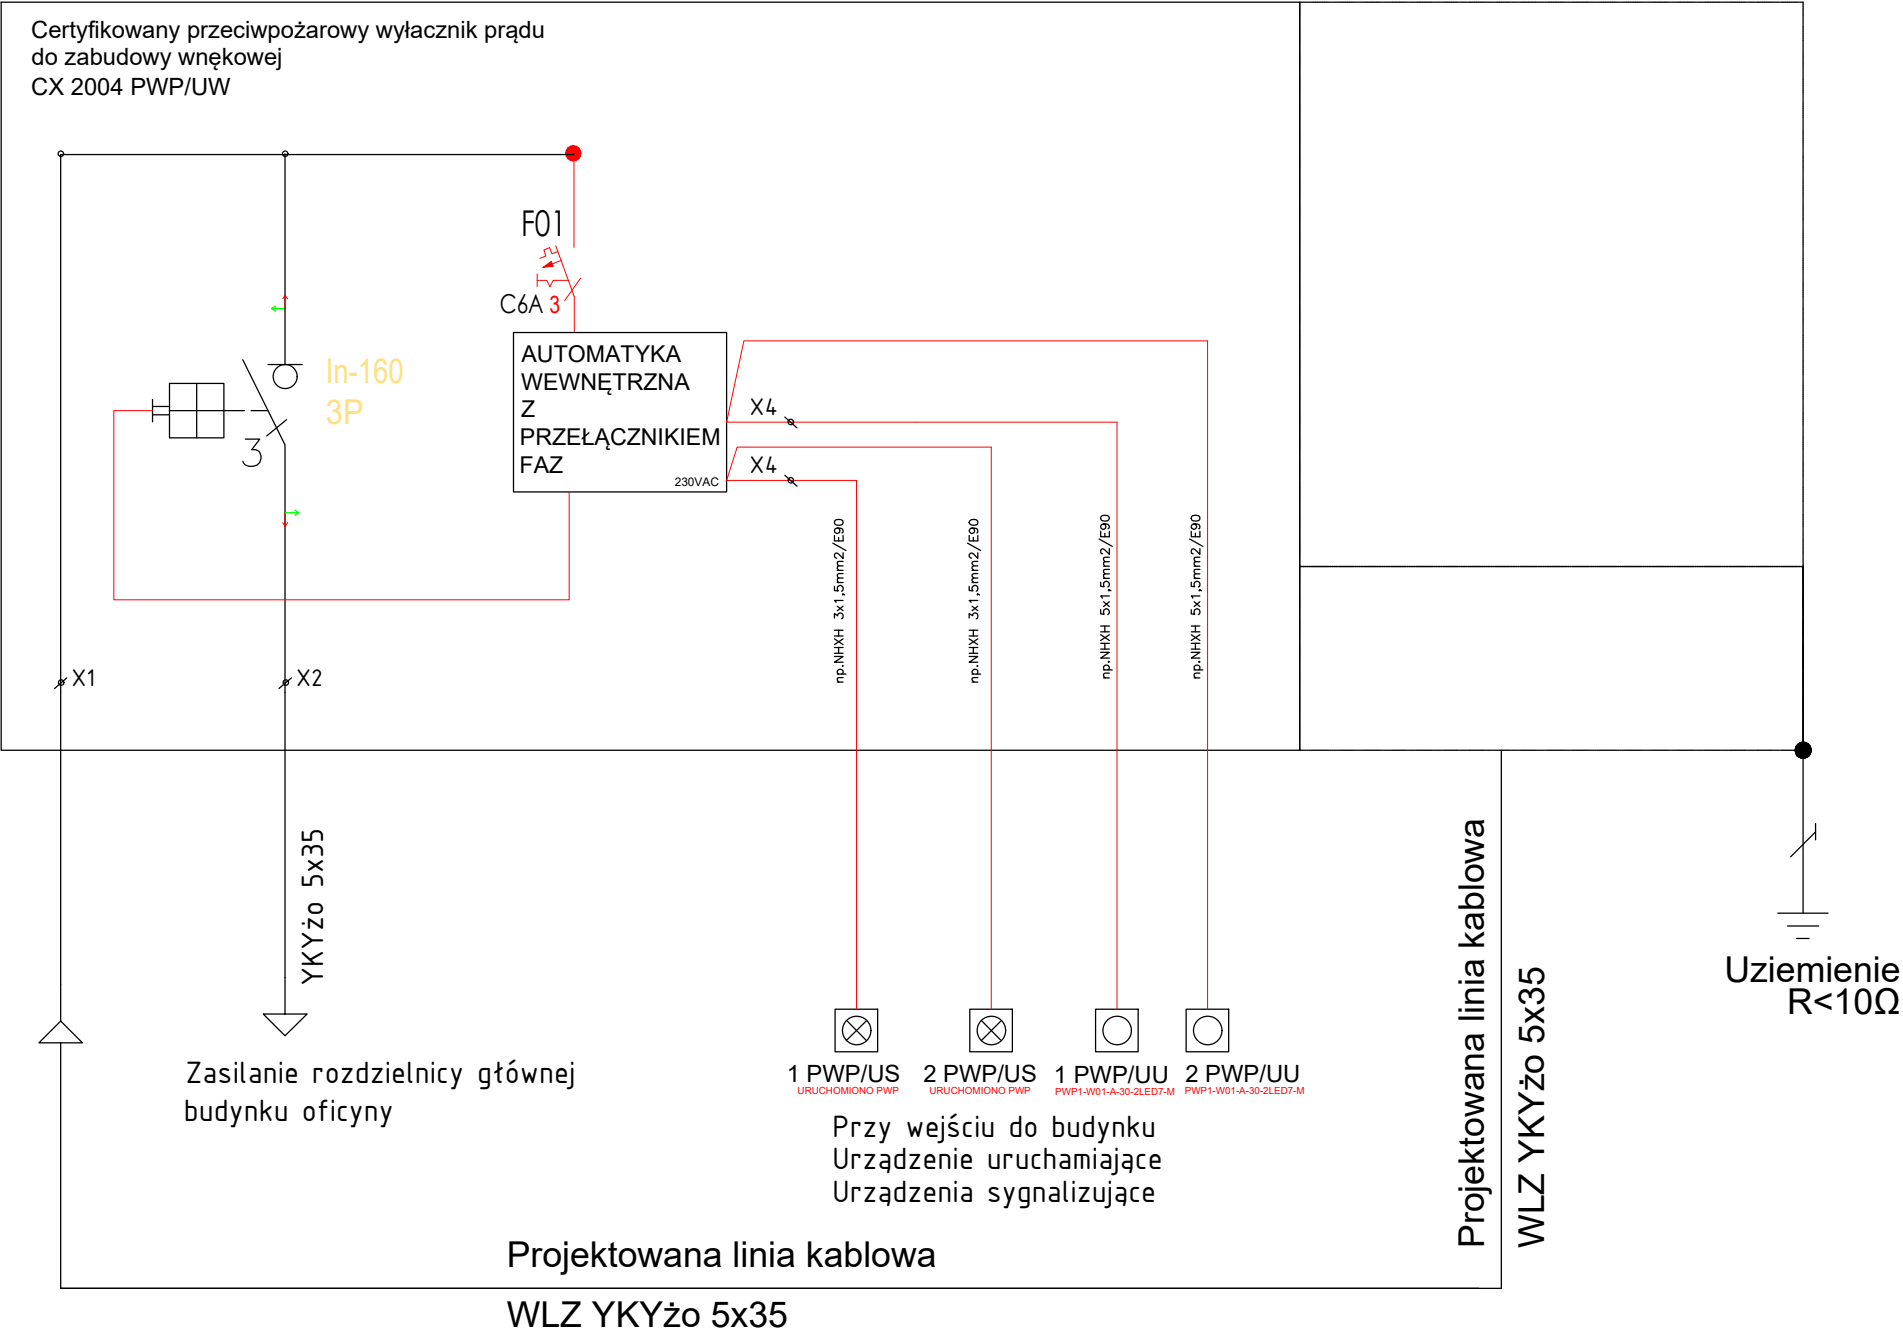 Certyfikowany przeciwpożarowy wyłacznik prądu
do zabudowy wnękowej
CX 2004 PWP/UW
F01
C6A 3
In-160
3P
3
AUTOMATYKA
WEWNĘTRZNA
Z
PRZEŁĄCZNIKIEM
FAZ
230VAC
X4
X4
np.NHXH 3x1,5mm2/E90
np.NHXH 3x1,5mm2/E90
np.NHXH 5x1,5mm2/E90
np.NHXH 5x1,5mm2/E90
X1
X2
YKYżo 5x35
Zasilanie rozdzielnicy głównej
budynku oficyny
1 PWP/US
URUCHOMIONO PWP
2 PWP/US
URUCHOMIONO PWP
1 PWP/UU
PWP1-W01-A-30-2LED7-M
2 PWP/UU
PWP1-W01-A-30-2LED7-M
Przy wejściu do budynku
Urządzenie uruchamiające
Urządzenia sygnalizujące
Projektowana linia kablowa
WLZ YKYżo 5x35
Uziemienie
R<10Ω
Projektowana linia kablowa
WLZ YKYżo 5x35